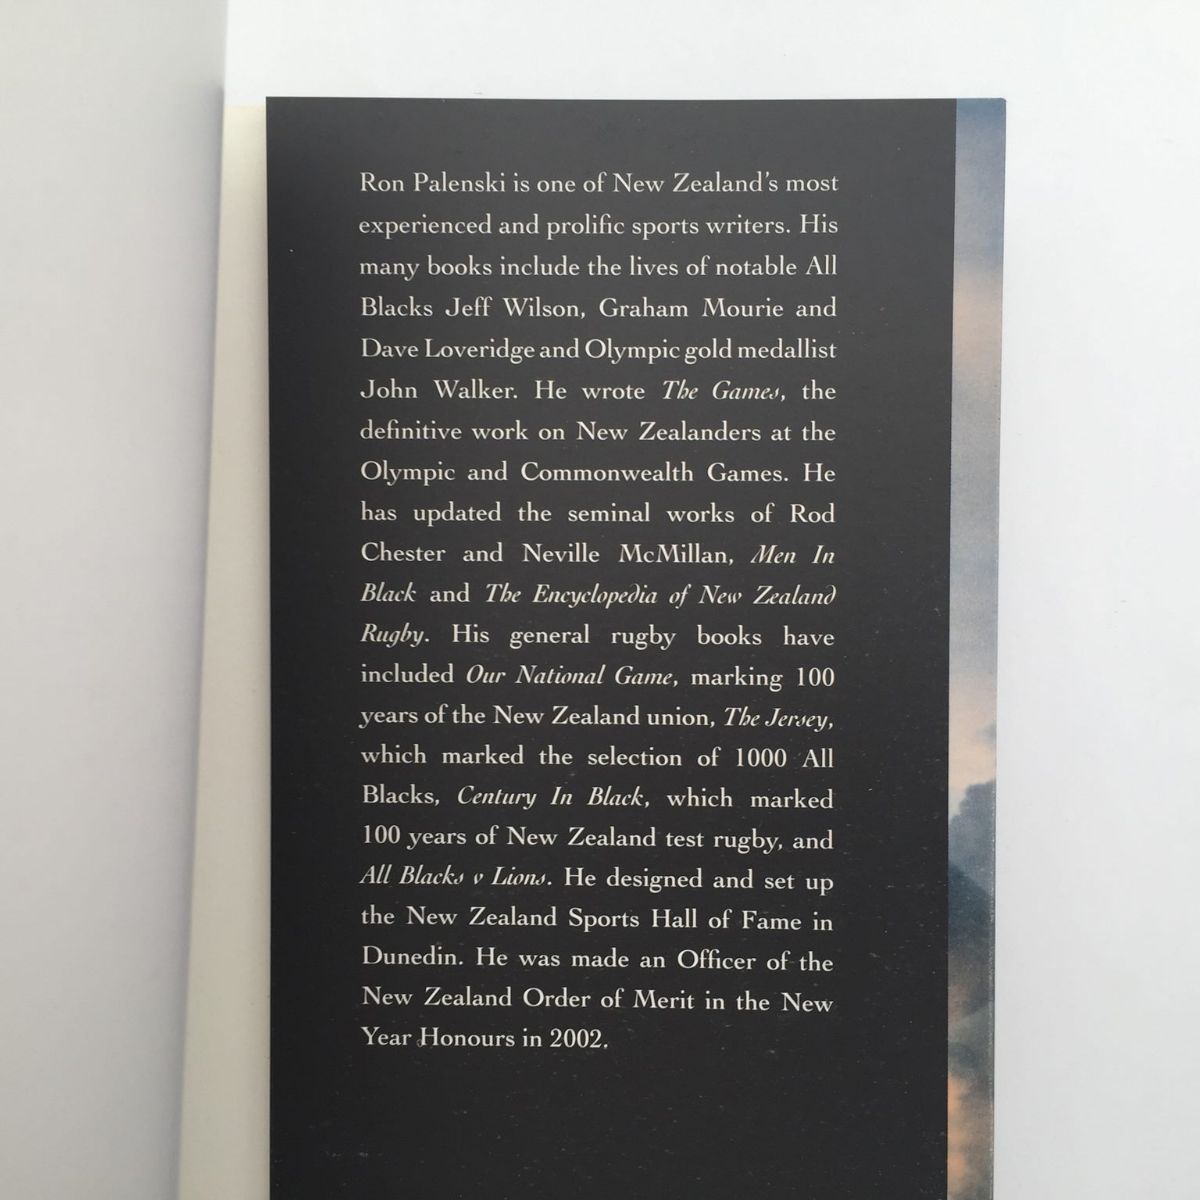 Ron Palenski is one of New Zealand's most
experienced and prolific sports writers. His
many books include the lives of notable All
Blacks Jeff Wilson, Graham Mourie and
Dave Loveridge and Olympic gold medallist
John Walker. He wrote The Games, the
definitive work on New Zealanders at the
Olympic and Commonwealth Games. He
has updated the seminal works of Rod
Chester and Neville McMillan, Men In
Black and The Encyclopedia of New Zealand
Rugby. His general rugby books have
included Our National Game, marking 100
years of the New Zealand union, The Jersey,
which marked the selection of 1000 All
Blacks, Century In Black, which marked
100 years of New Zealand test rugby, and
All Blacks v Lions. He designed and set up
the New Zealand Sports Hall of Fame in
Dunedin. He was made an Officer of the
New Zealand Order of Merit in the New
Year Honours in 2002.